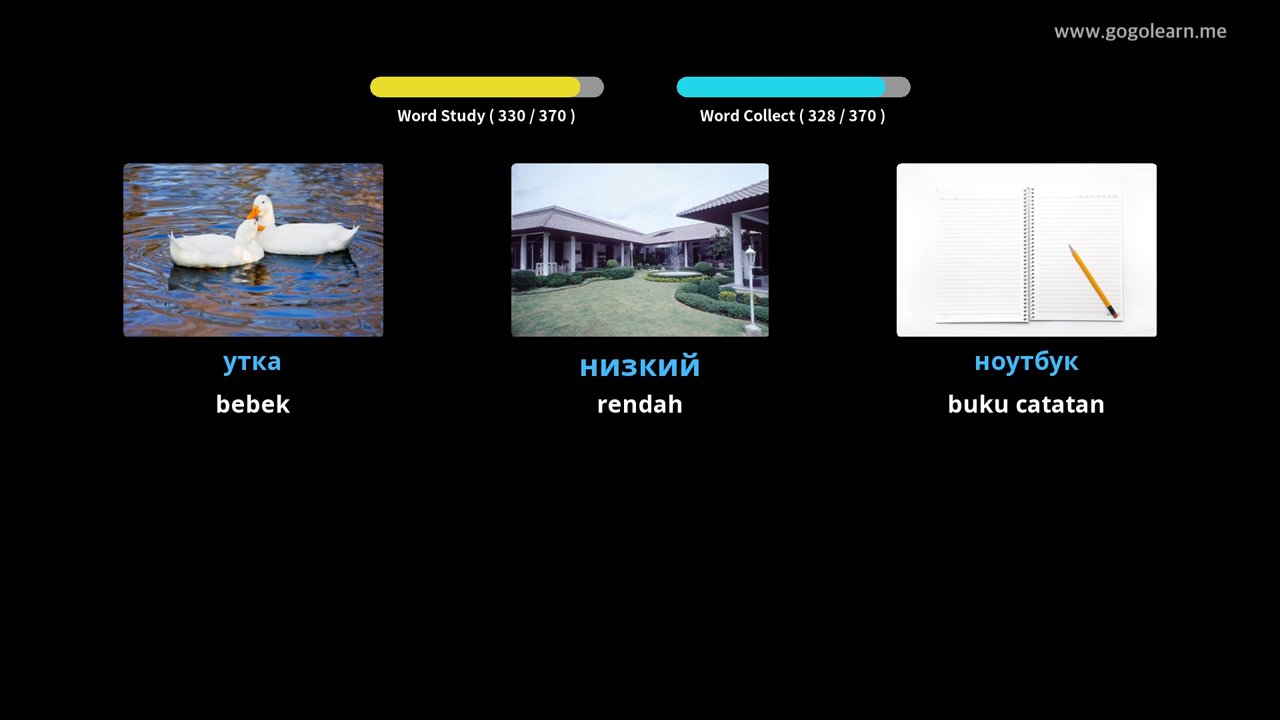 www.gogolearn.me
Word Study ( 330 / 370 )
Word Collect ( 328 / 370 )
утка
низкий
ноутбук
bebek
rendah
buku catatan